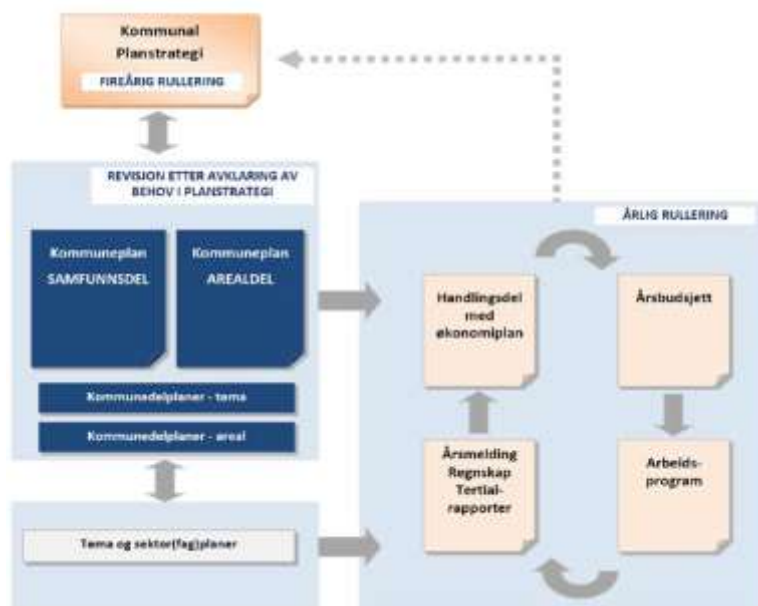 Kommunal
Planstrategi
FIREÅRIG RULLERING
REVISJON ETTER AVKLARING AV
BEHOV I PLANSTRATEGI
Kommuneplan
SAMFUNNSDEL
Kommuneplan
AREALDEL
Kommunedelplaner - tema
Kommunedelplaner - areal
Tema og sektor(fag)planer
ÅRLIG RULLERING
Handlingsdel
med
økonomiplan
Årsbudsjett
Årsmelding
Regnskap
Tertial-
rapporter
Arbeids-
program